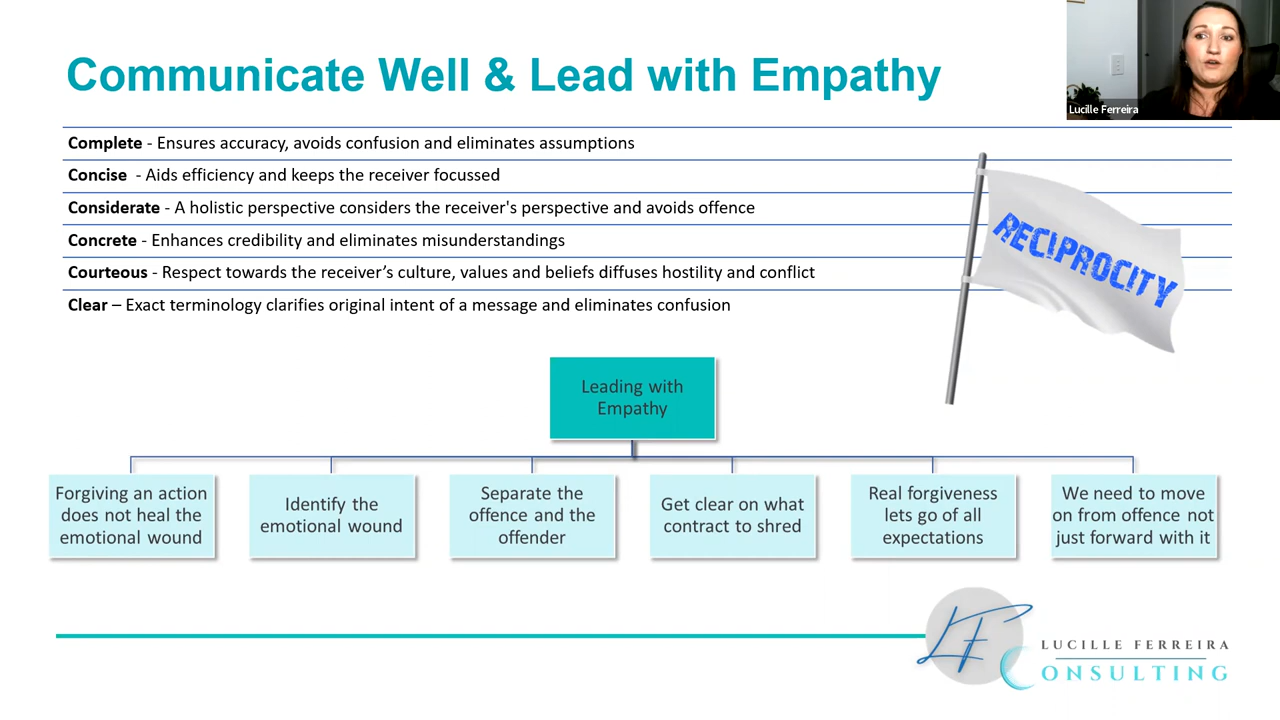 Communicate Well & Lead with Empathy
Lucille Ferreira
Complete - Ensures accuracy, avoids confusion and eliminates assumptions
Concise - Aids efficiency and keeps the receiver focussed
Considerate - A holistic perspective considers the receiver's perspective and avoids offence
Concrete - Enhances credibility and eliminates misunderstandings
Courteous - Respect towards the receiver’s culture, values and beliefs diffuses hostility and conflict
Clear – Exact terminology clarifies original intent of a message and eliminates confusion
RECIPROCITY
Leading with
Empathy
Forgiving an action
does not heal the
emotional wound
Identify the
emotional wound
Separate the
offence and the
offender
Get clear on what
contract to shred
Real forgiveness
lets go of all
expectations
We need to move
on from offence not
just forward with it
LF
LUCILLE FERREIRA
CONSULTING